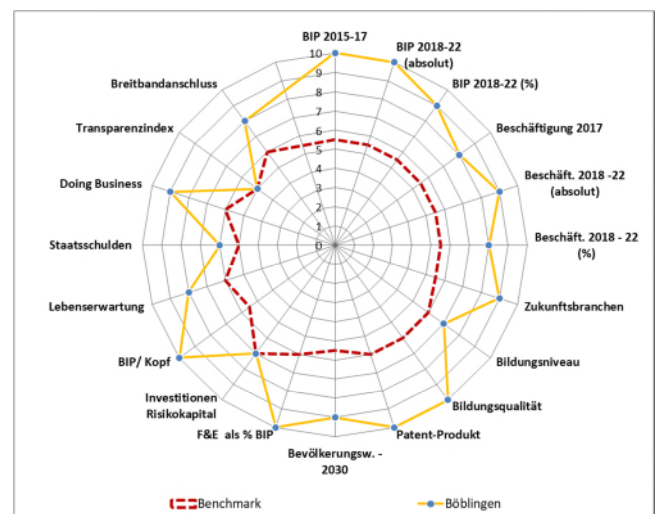 BIP 2015-17
BIP 2018-22
(absolut)
BIP 2018-22 (%)
Beschäftigung 2017
Beschäft. 2018 -22
(absolut)
Beschäft. 2018 - 22
(%)
Zukunftsbranchen
Bildungsniveau
Bildungsqualität
Patent-Produkt
Bevölkerungsw. -
2030
F&E als % BIP
Investitionen
Risikokapital
BIP/ Kopf
Lebenserwartung
Staatsschulden
Doing Business
Transparenzindex
Breitbandanschluss
10
9
8
7
6
5
4
3
2
1
0
Benchmark
Böblingen